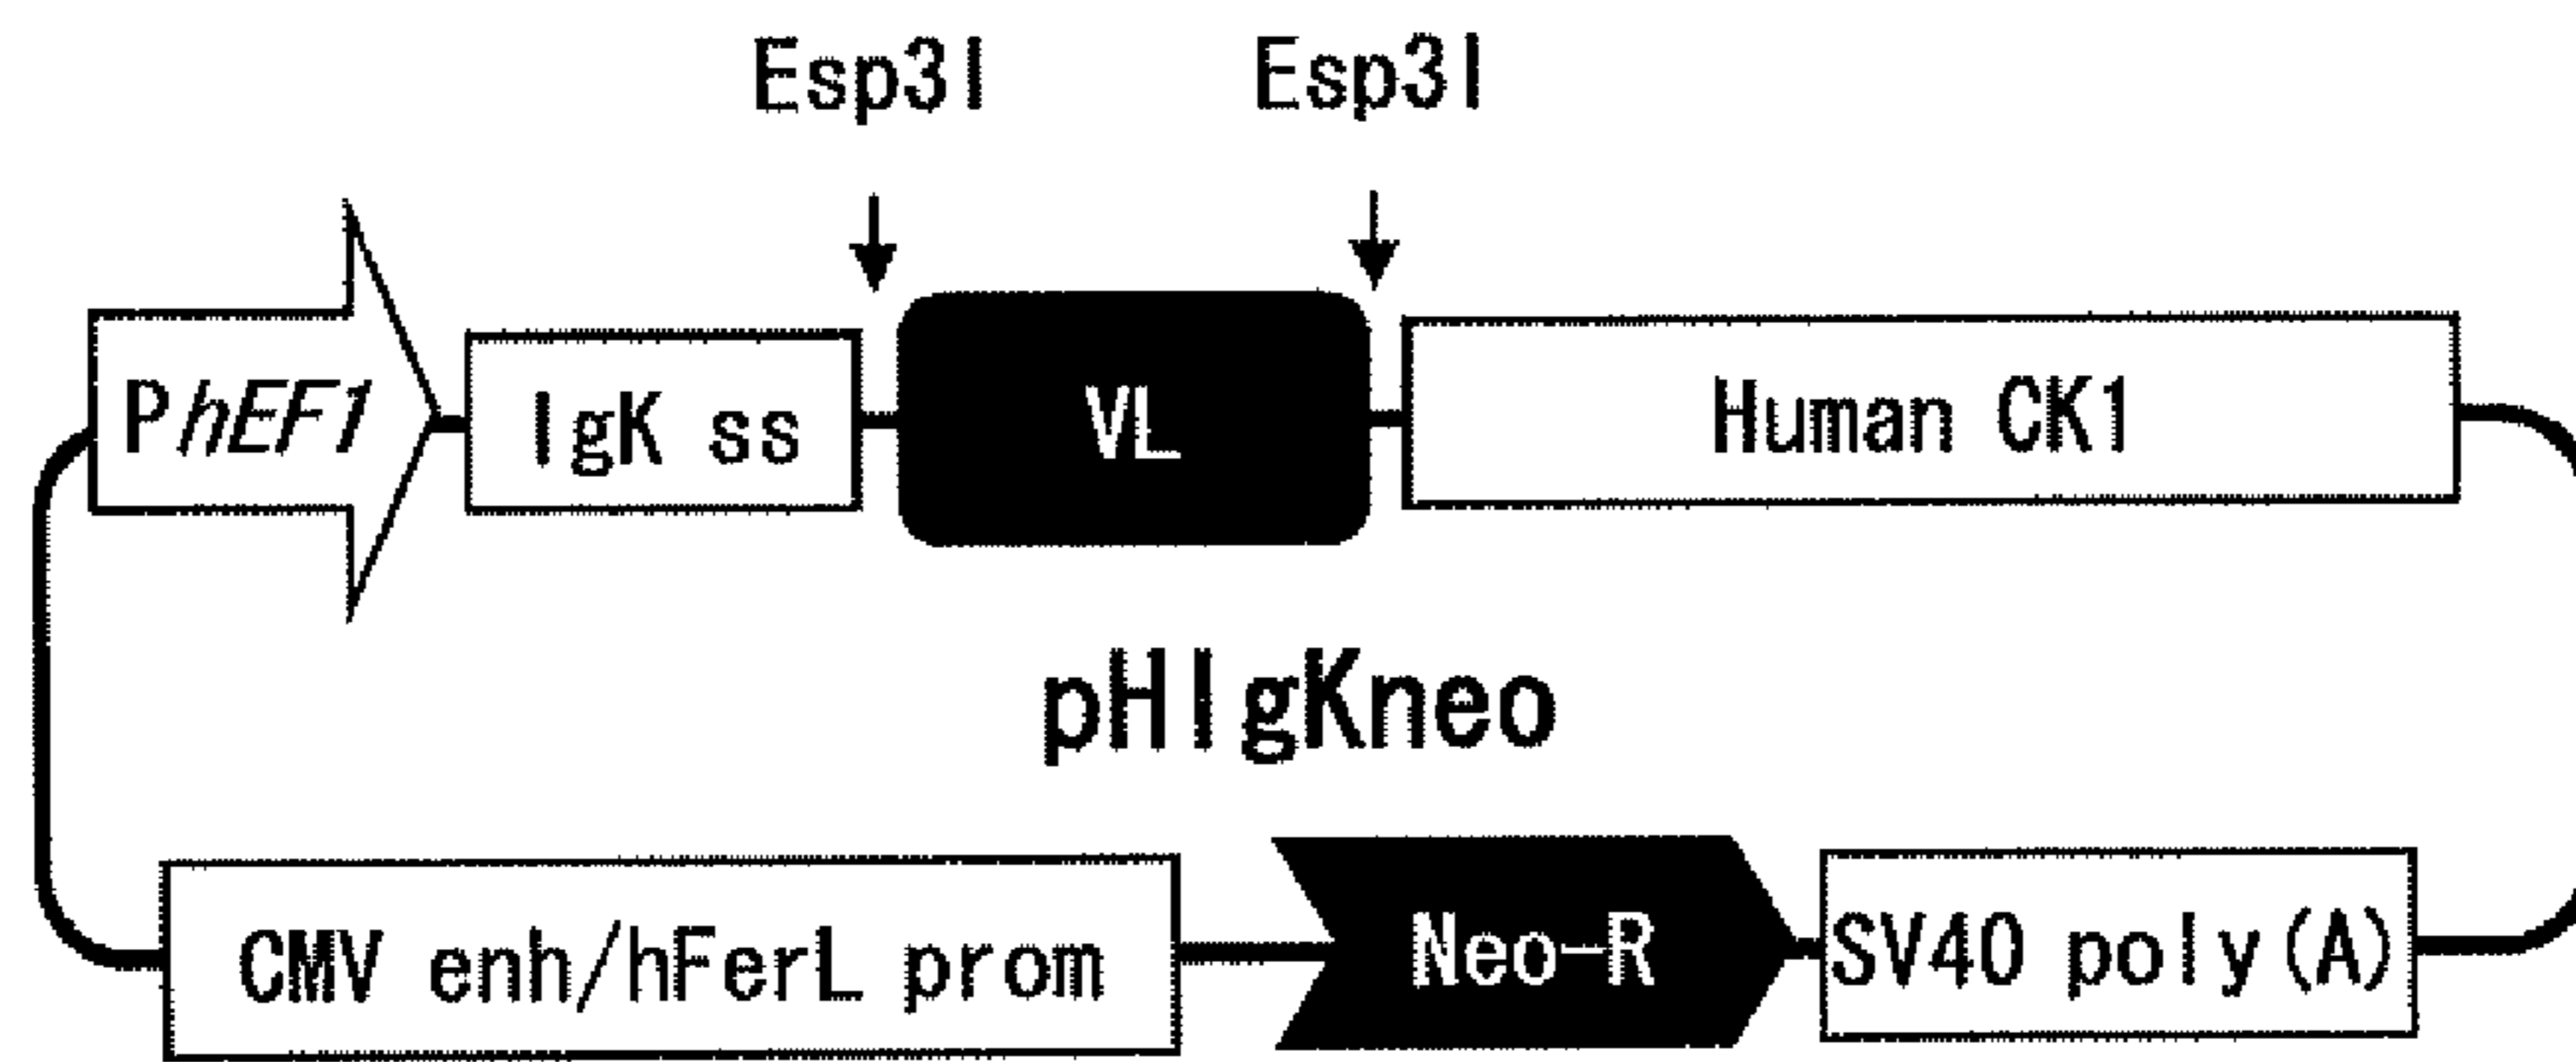 Esp3I Esp3I
PhEF1 IgK ss VL Human CK1
pHIgKneo
CMV enh/hFerL prom Neo-R SV40 poly(A)